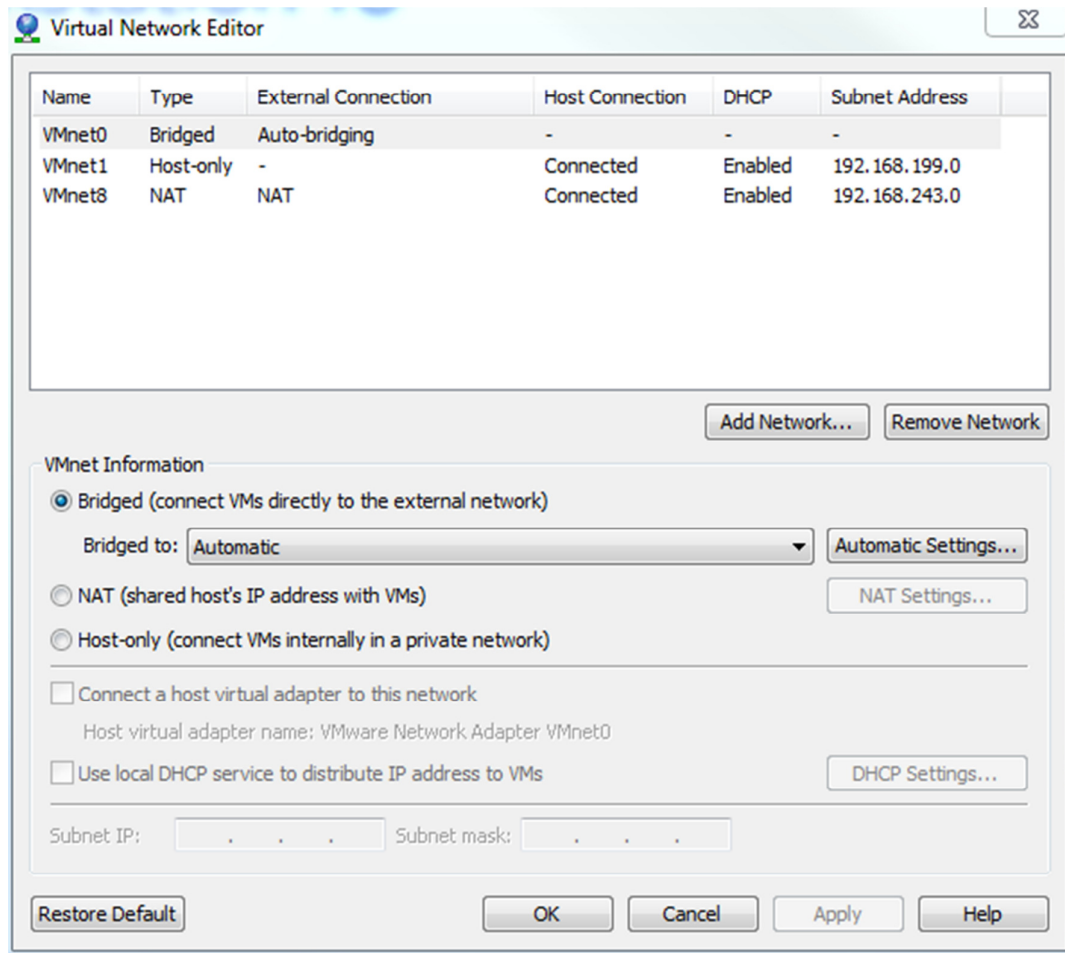 Virtual Network Editor
Name Type External Connection Host Connection DHCP Subnet Address
VMnet0 Bridged Auto-bridging - - -
VMnet1 Host-only - Connected Enabled 192.168.199.0
VMnet8 NAT NAT Connected Enabled 192.168.243.0
Add Network... Remove Network
VMnet Information
Bridged (connect VMs directly to the external network)
Bridged to: Automatic Automatic Settings...
NAT (shared host's IP address with VMs) NAT Settings...
Host-only (connect VMs internally in a private network)
Connect a host virtual adapter to this network
Host virtual adapter name: VMware Network Adapter VMnet0
Use local DHCP service to distribute IP address to VMs DHCP Settings...
Subnet IP: . . . Subnet mask: . . .
Restore Default OK Cancel Apply Help